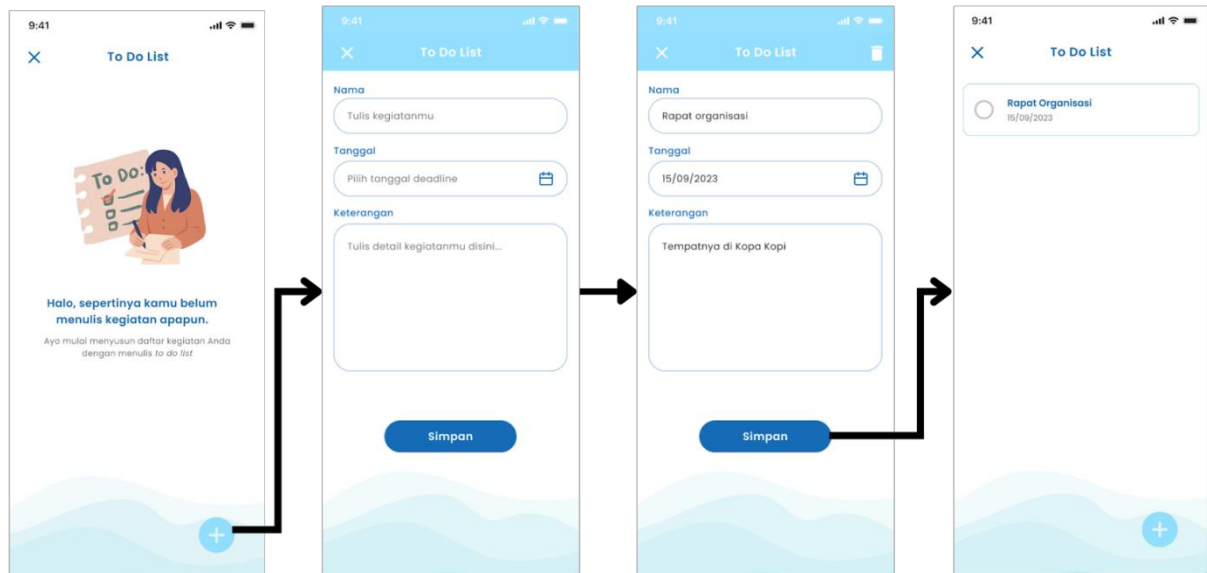 9:41
To Do List
To Do:
Halo, sepertinya kamu belum
menulis kegiatan apapun.
Ayo mulai menyusun daftar kegiatan Anda
dengan menulis to do list
9:41
To Do List
Nama
Tulis kegiatanmu
Tanggal
Pilih tanggal deadline
Keterangan
Tulis detail kegiatanmu disini...
Simpan
9:41
To Do List
Nama
Rapat organisasi
Tanggal
15/09/2023
Keterangan
Tempatnya di Kopa Kopi
Simpan
9:41
To Do List
Rapat Organisasi
15/09/2023